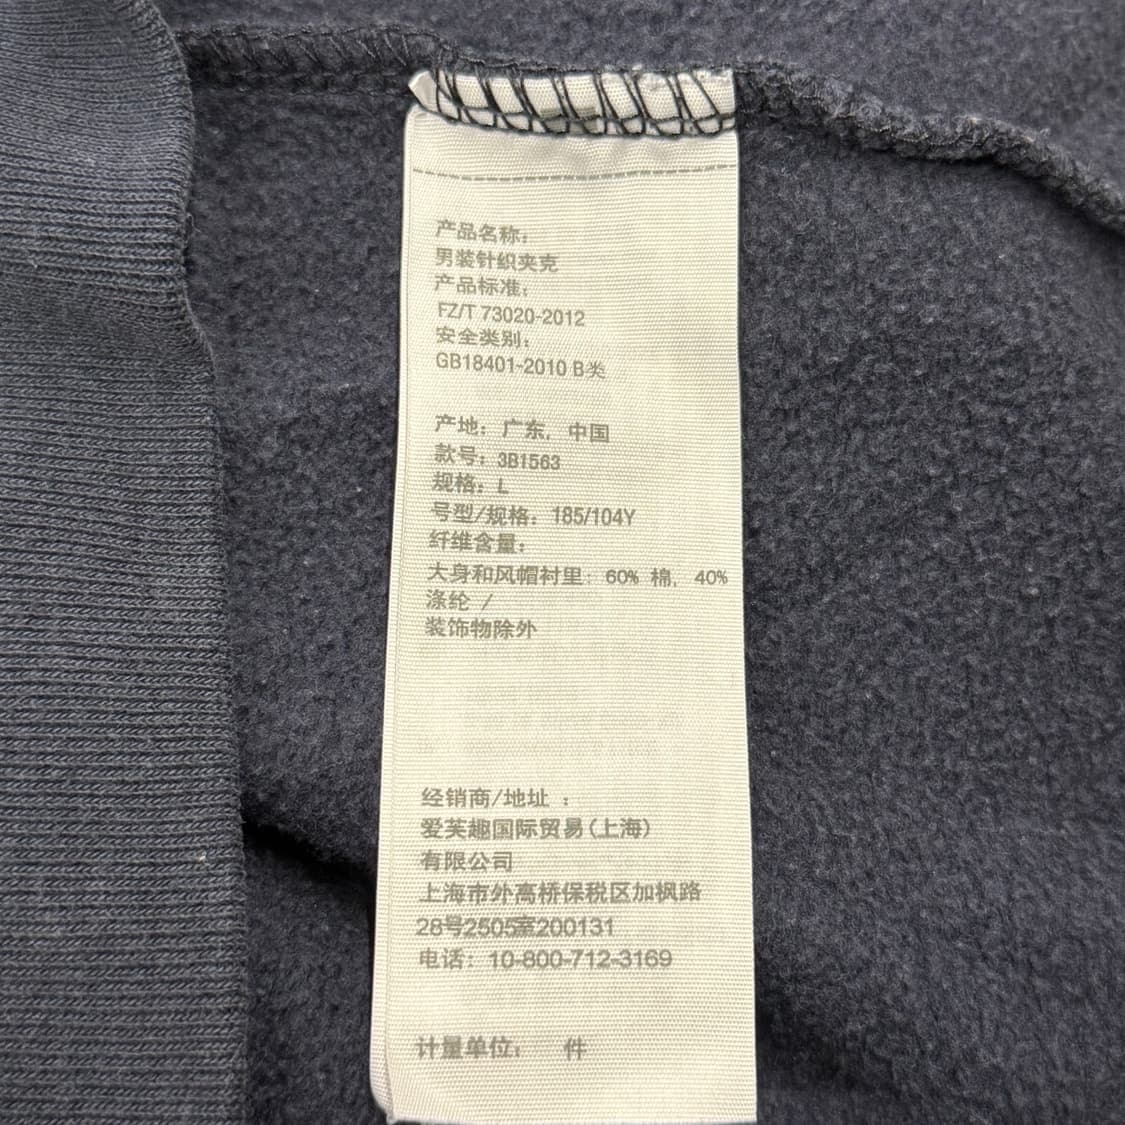 产品名称:
男装针织夹克
产品标准:
FZ/T 73020-2012
安全类别:
GB18401-2010 B类
产地: 广东, 中国
款号: 3B1563
规格: L
号型/规格: 185/104Y
纤维含量:
大身和风帽衬里: 60% 棉, 40%
涤纶 /
装饰物除外
经销商/地址 :
爱芙趣国际贸易(上海)
有限公司
上海市外高桥保税区加枫路
28号2505室200131
电话: 10-800-712-3169
计量单位: 件